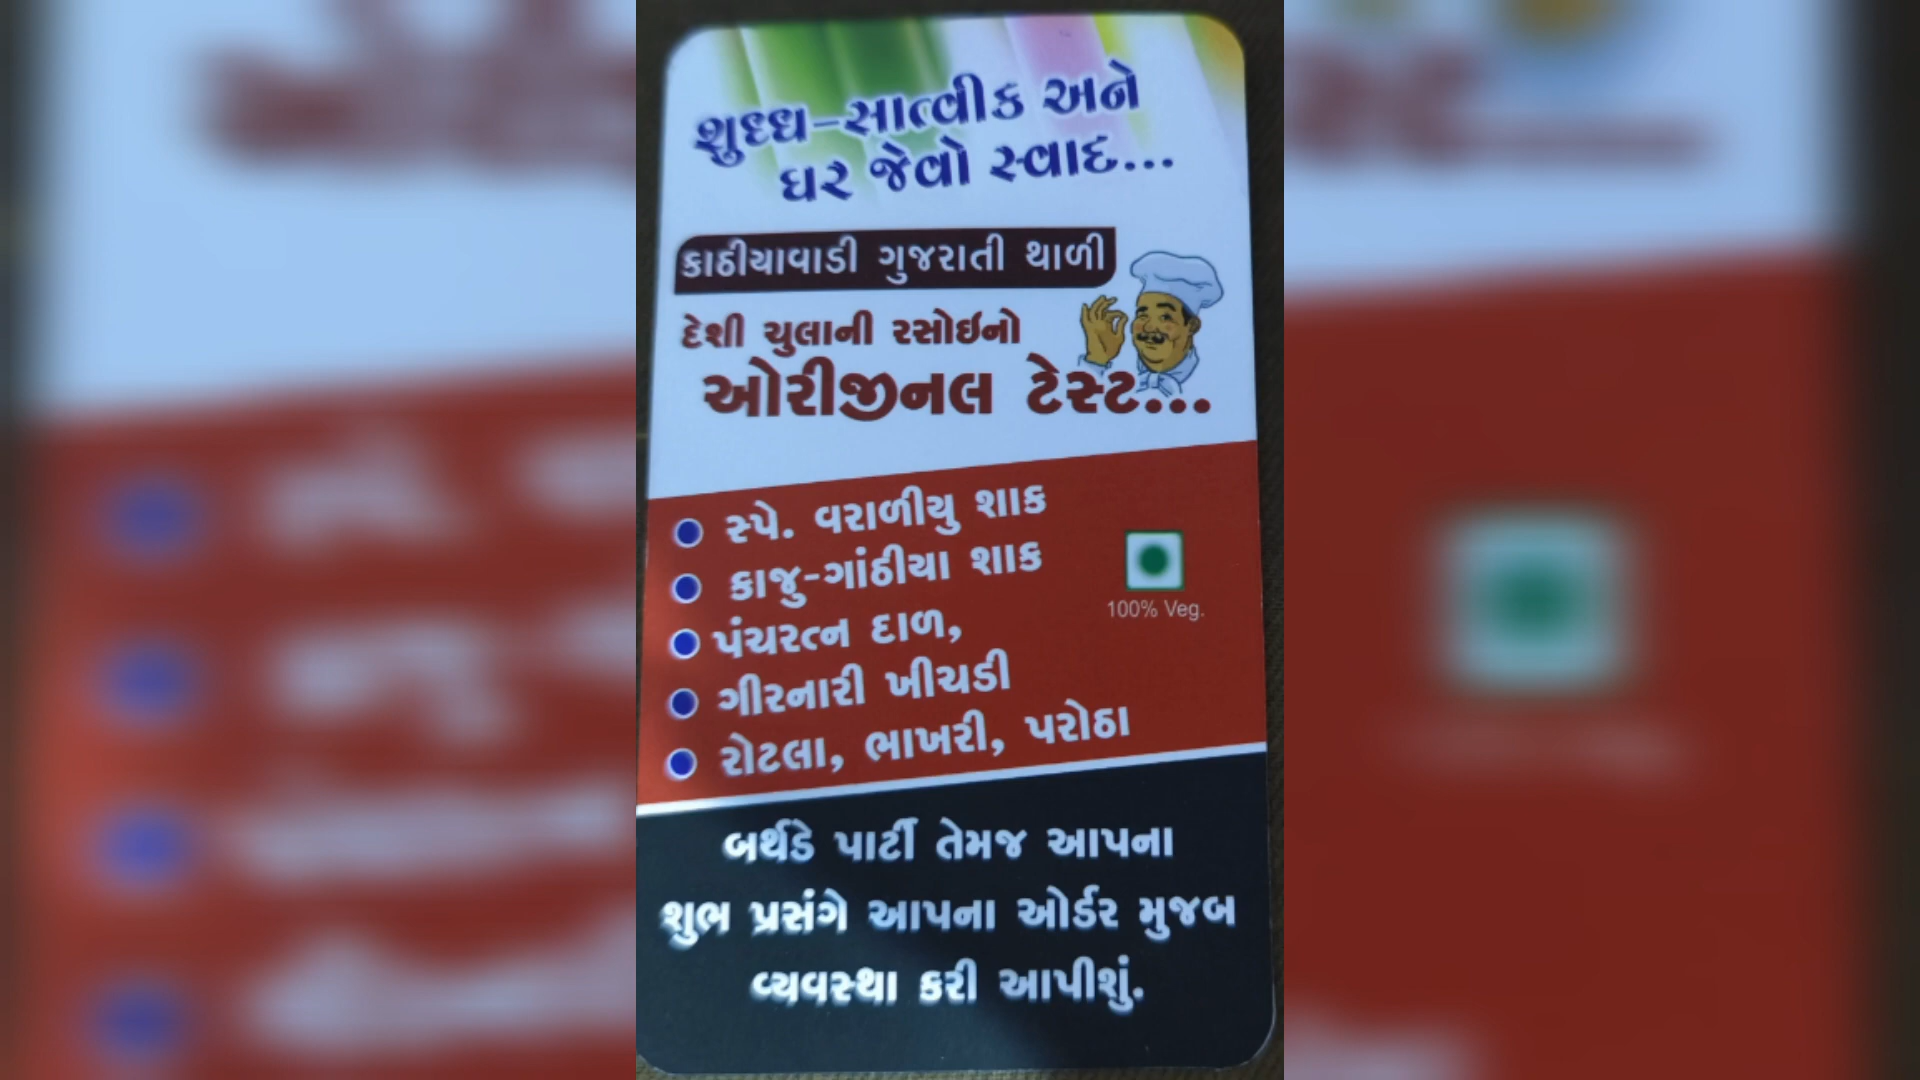 શુદ્ધ-સાત્વીક અને
ઘર જેવો સ્વાદ...
કાઠીયાવાડી ગુજરાતી થાળી
દેશી ચુલાની રસોઇનો
ઓરીજીનલ ટેસ્ટ...
સ્પે. વરાળીયુ શાક
કાજુ-ગાંઠીયા શાક
પંચરત્ન દાળ,
ગીરનારી ખીચડી
રોટલા, ભાખરી, પરોઠા
100% Veg.
બર્થડે પાર્ટી તેમજ આપના
શુભ પ્રસંગે આપના ઓર્ડર મુજબ
વ્યવસ્થા કરી આપીશું.